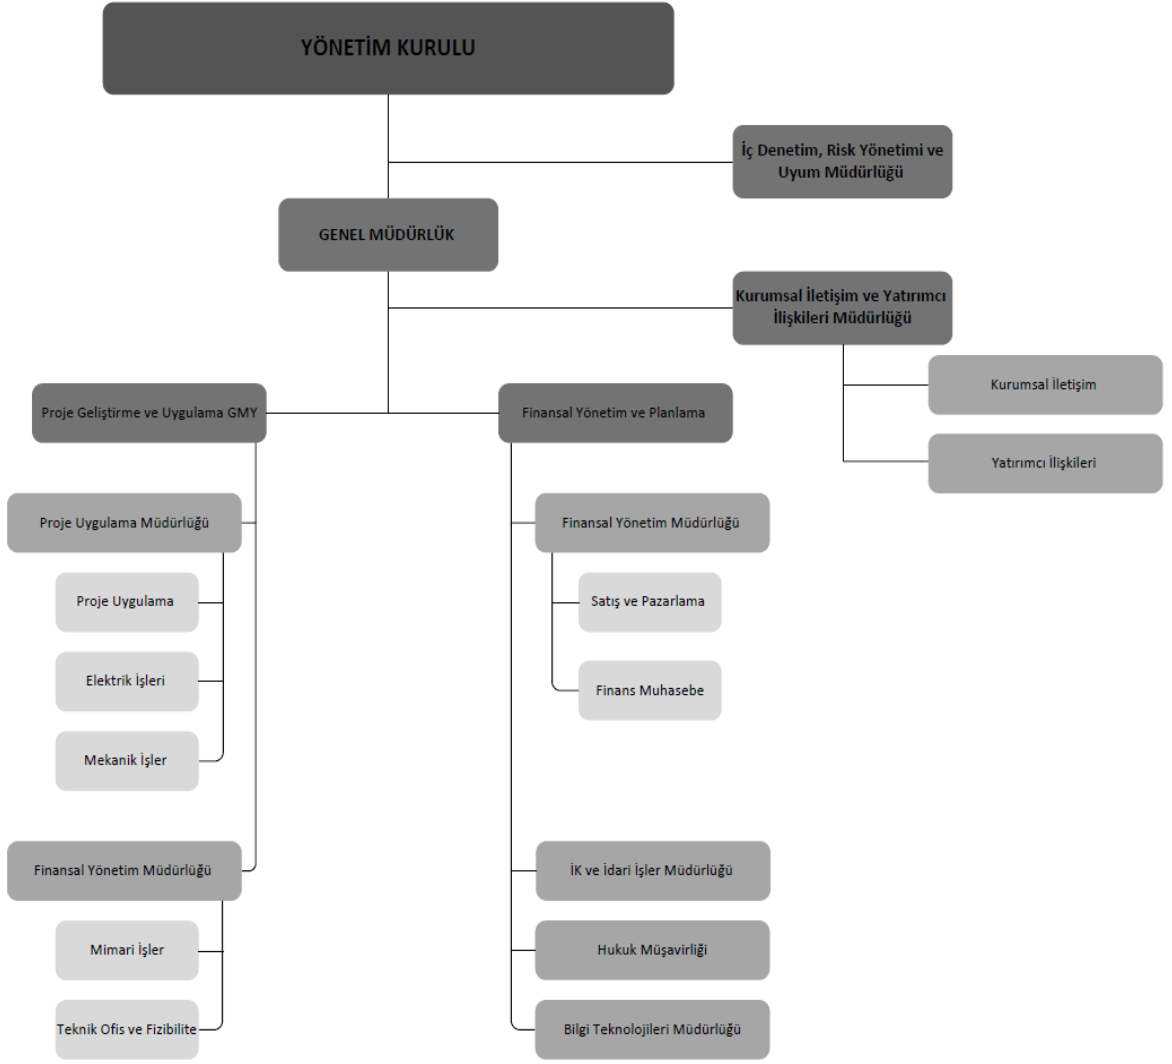 YÖNETİM KURULU
İç Denetim, Risk Yönetimi ve
Uyum Müdürlüğü
GENEL MÜDÜRLÜK
Kurumsal İletişim ve Yatırımcı
İlişkileri Müdürlüğü
Kurumsal İletişim
Yatırımcı İlişkileri
Proje Geliştirme ve Uygulama GMY
Finansal Yönetim ve Planlama
Proje Uygulama Müdürlüğü
Proje Uygulama
Elektrik İşleri
Mekanik İşler
Finansal Yönetim Müdürlüğü
Mimari İşler
Teknik Ofis ve Fizibilite
Finansal Yönetim Müdürlüğü
Satış ve Pazarlama
Finans Muhasebe
İK ve İdari İşler Müdürlüğü
Hukuk Müşavirliği
Bilgi Teknolojileri Müdürlüğü